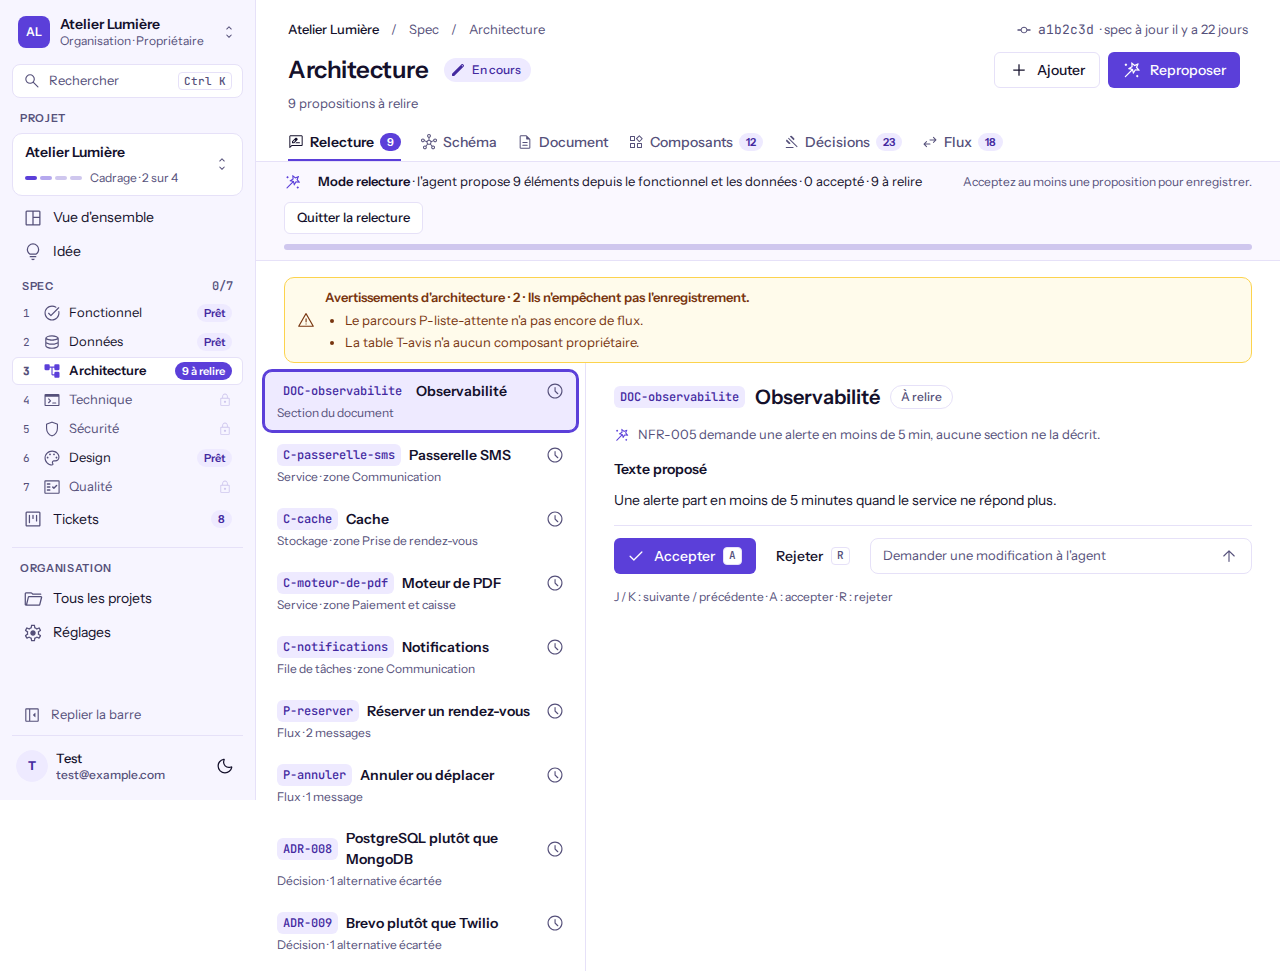 AL
Atelier Lumière
Organisation · Propriétaire
Rechercher
Ctrl K
PROJET
Atelier Lumière
Cadrage · 2 sur 4
Vue d'ensemble
Idée
SPEC 0/7
1 Fonctionnel Prêt
2 Données Prêt
3 Architecture 9 à relire
4 Technique
5 Sécurité
6 Design Prêt
7 Qualité
Tickets 8
ORGANISATION
Tous les projets
Réglages
Replier la barre
T
Test
test@example.com
Atelier Lumière / Spec / Architecture
a1b2c3d · spec à jour il y a 22 jours
Architecture
En cours
Ajouter
Reproposer
9 propositions à relire
Relecture 9
Schéma
Document
Composants 12
Décisions 23
Flux 18
Mode relecture · l'agent propose 9 éléments depuis le fonctionnel et les données · 0 accepté · 9 à relire
Acceptez au moins une proposition pour enregistrer.
Quitter la relecture
Avertissements d'architecture · 2 · Ils n'empêchent pas l'enregistrement.
• Le parcours P-liste-attente n'a pas encore de flux.
• La table T-avis n'a aucun composant propriétaire.
DOC-observabilite Observabilité
Section du document
C-passerelle-sms Passerelle SMS
Service · zone Communication
C-cache Cache
Stockage · zone Prise de rendez-vous
C-moteur-de-pdf Moteur de PDF
Service · zone Paiement et caisse
C-notifications Notifications
File de tâches · zone Communication
P-reserver Réserver un rendez-vous
Flux · 2 messages
P-annuler Annuler ou déplacer
Flux · 1 message
ADR-008 PostgreSQL plutôt que
MongoDB
Décision · 1 alternative écartée
ADR-009 Brevo plutôt que Twilio
Décision · 1 alternative écartée
DOC-observabilite Observabilité À relire
NFR-005 demande une alerte en moins de 5 min, aucune section ne la décrit.
Texte proposé
Une alerte part en moins de 5 minutes quand le service ne répond plus.
Accepter A
Rejeter R
Demander une modification à l'agent
J / K : suivante / précédente · A : accepter · R : rejeter